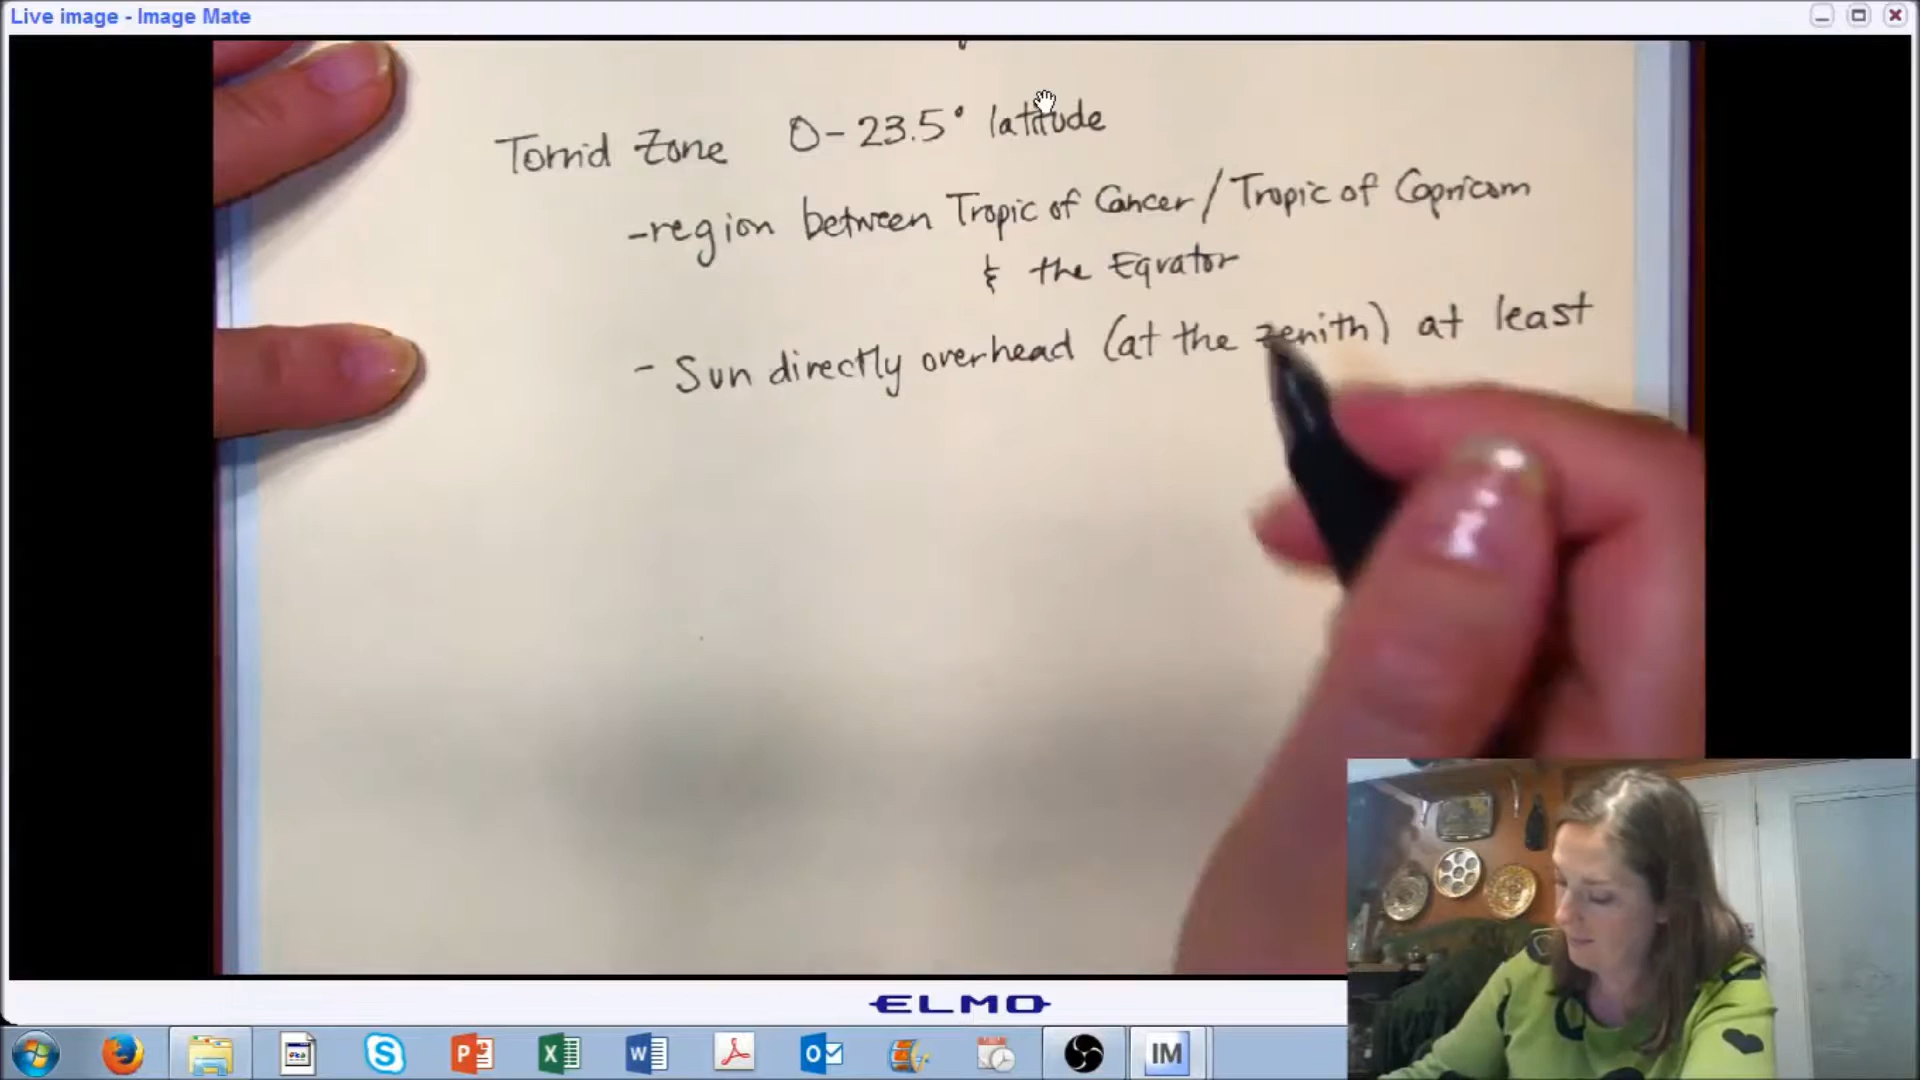 Live image - Image Mate
Torrid Zone 0-23.5° latitude
-region between Tropic of Cancer/Tropic of Capricorn
& the Equator
- Sun directly overhead (at the zenith) at least
ELMO
IM